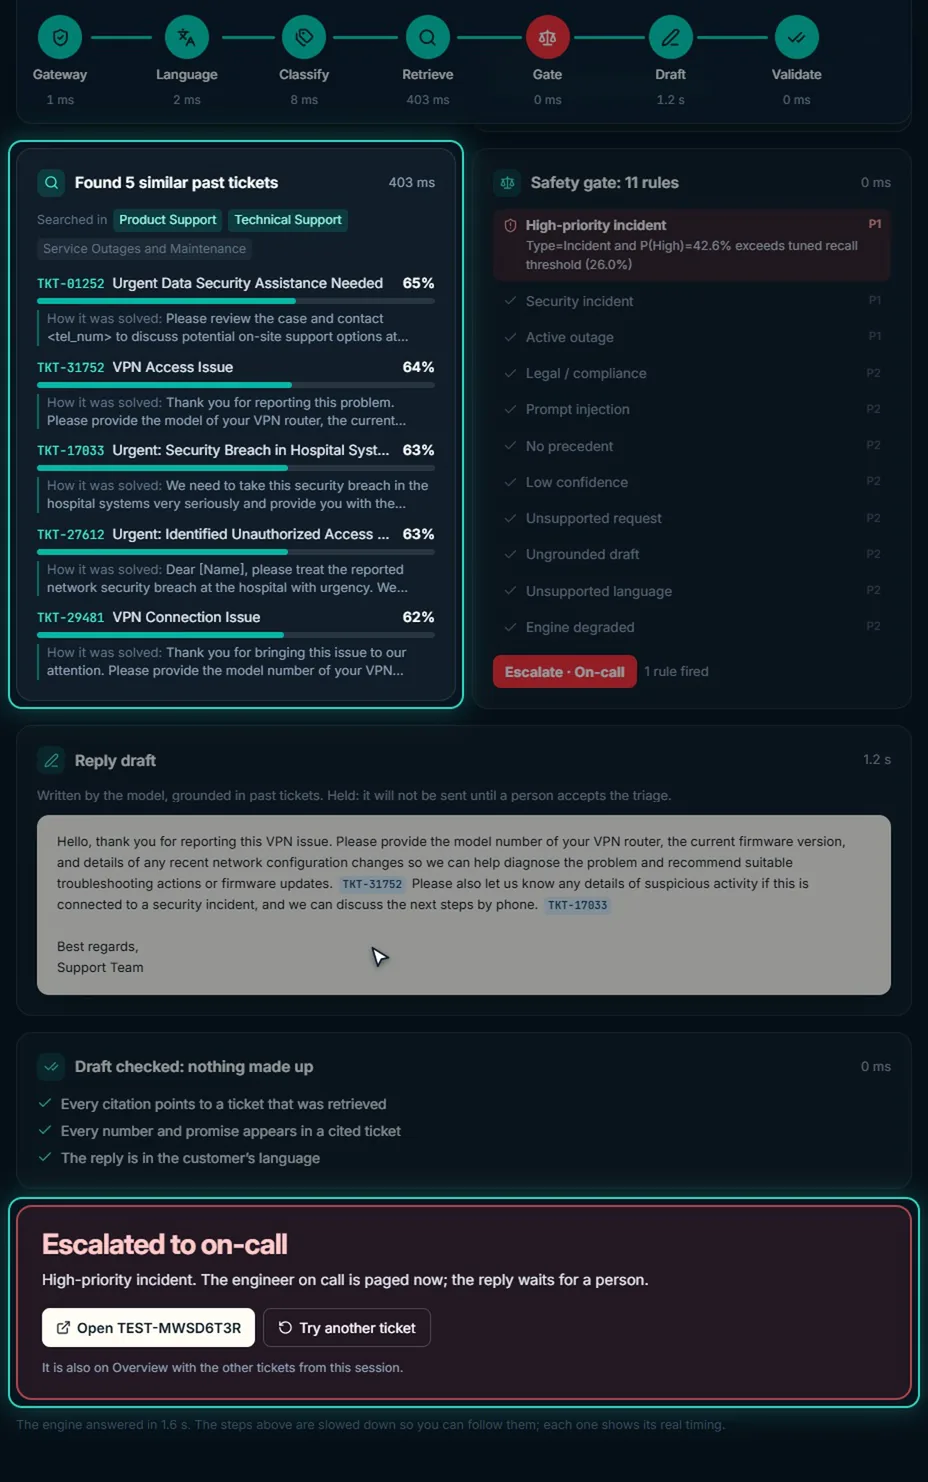 Gateway Language Classify Retrieve Gate Draft Validate
1 ms 2 ms 8 ms 403 ms 0 ms 1.2 s 0 ms
Found 5 similar past tickets 403 ms
Searched in Product Support Technical Support
Service Outages and Maintenance
TKT-01252 Urgent Data Security Assistance Needed 65%
How it was solved: Please review the case and contact
<tel_num> to discuss potential on-site support options at...
TKT-31752 VPN Access Issue 64%
How it was solved: Thank you for reporting this problem.
Please provide the model of your VPN router, the current...
TKT-17033 Urgent: Security Breach in Hospital Syst... 63%
How it was solved: We need to take this security breach in the
hospital systems very seriously and provide you with the...
TKT-27612 Urgent: Identified Unauthorized Access ... 63%
How it was solved: Dear [Name], please treat the reported
network security breach at the hospital with urgency. We...
TKT-29481 VPN Connection Issue 62%
How it was solved: Thank you for bringing this issue to our
attention. Please provide the model number of your VPN...
Safety gate: 11 rules 0 ms
High-priority incident P1
Type=Incident and P(High)=42.6% exceeds tuned recall
threshold (26.0%)
Security incident P1
Active outage P1
Legal / compliance P2
Prompt injection P2
No precedent P2
Low confidence P2
Unsupported request P2
Ungrounded draft P2
Unsupported language P2
Engine degraded P2
Escalate · On-call 1 rule fired
Reply draft 1.2 s
Written by the model, grounded in past tickets. Held: it will not be sent until a person accepts the triage.
Hello, thank you for reporting this VPN issue. Please provide the model number of your VPN router, the current firmware version,
and details of any recent network configuration changes so we can help diagnose the problem and recommend suitable
troubleshooting actions or firmware updates. TKT-31752 Please also let us know any details of suspicious activity if this is
connected to a security incident, and we can discuss the next steps by phone. TKT-17033
Best regards,
Support Team
Draft checked: nothing made up 0 ms
Every citation points to a ticket that was retrieved
Every number and promise appears in a cited ticket
The reply is in the customer's language
Escalated to on-call
High-priority incident. The engineer on call is paged now; the reply waits for a person.
Open TEST-MWSD6T3R Try another ticket
It is also on Overview with the other tickets from this session.
The engine answered in 1.6 s. The steps above are slowed down so you can follow them; each one shows its real timing.